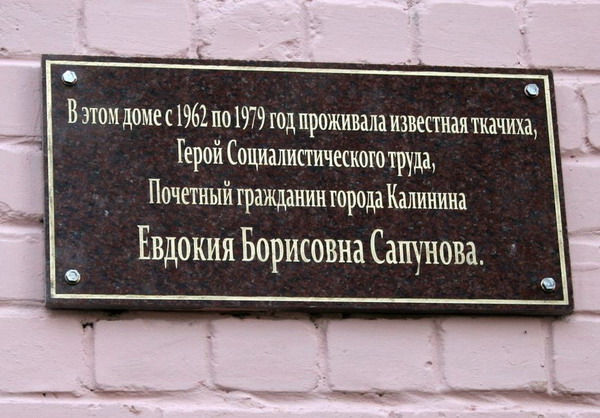 В этом доме с 1962 по 1979 год проживала известная ткачиха,
Герой Социалистического труда,
Почетный гражданин города Калинина
Евдокия Борисовна Сапунова.